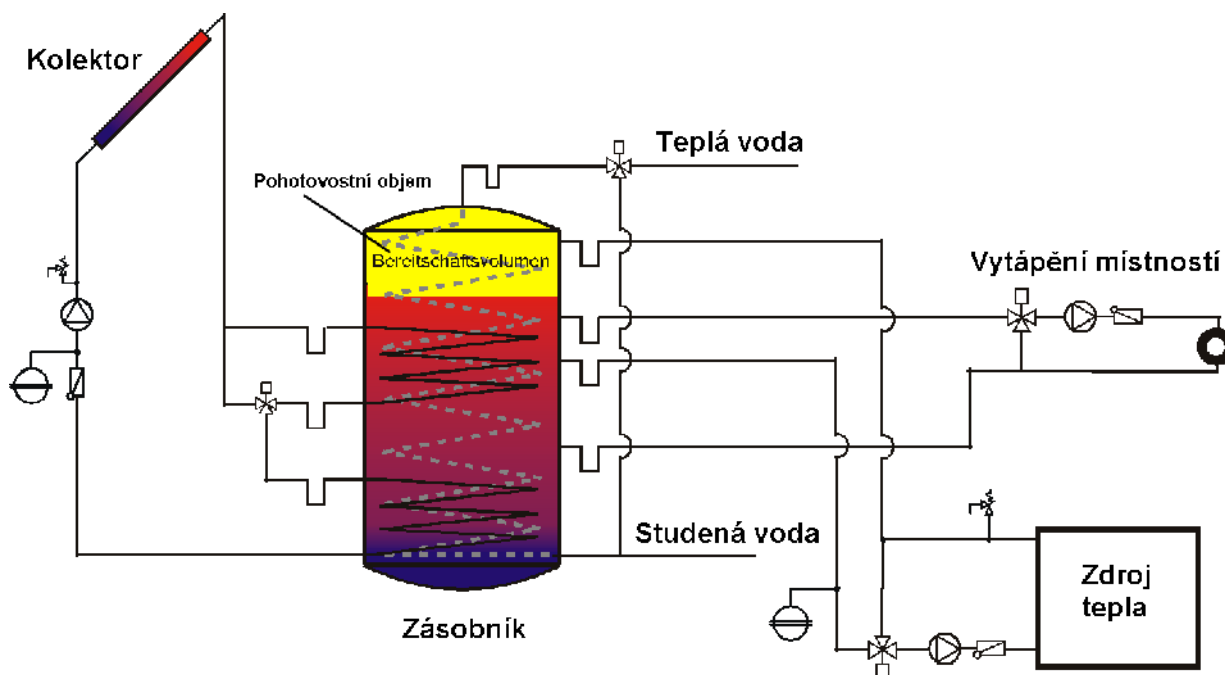 Kolektor
Teplá voda
Pohotovostní objem
Bereitschaftsvolumen
Vytápění místností
Studená voda
Zdroj
tepla
Zásobník